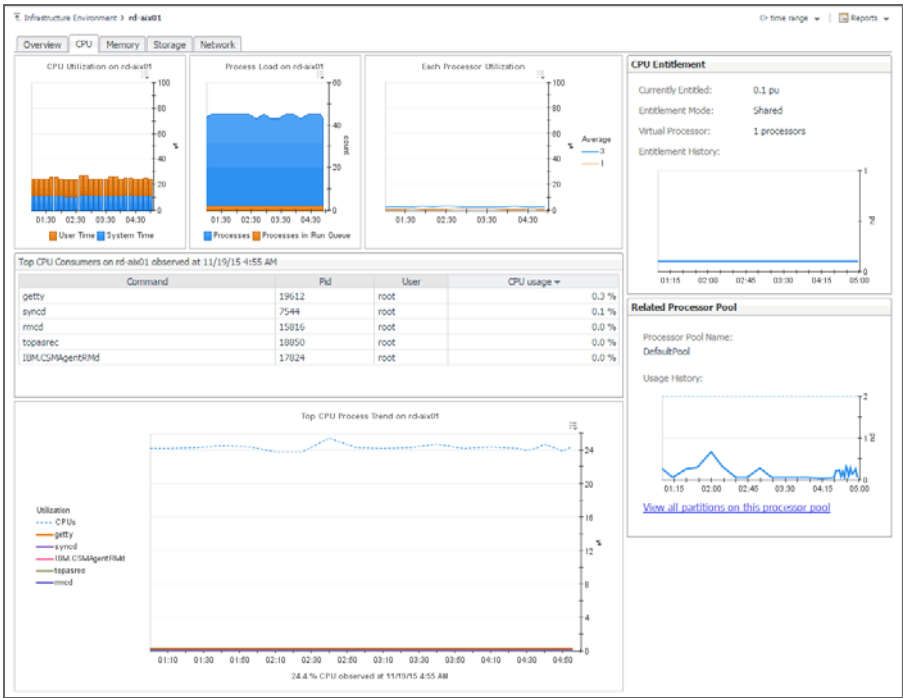 Infrastructure Environment > rd-aix01
time range
Reports
Overview
CPU
Memory
Storage
Network
CPU Utilization on rd-aix01
100
80
60
40
20
0
%
01:30 02:30 03:30 04:30
User Time System Time
Process Load on rd-aix01
60
40
20
0
count
01:30 02:30 03:30 04:30
Processes Processes in Run Queue
Each Processor Utilization
100
80
60
40
20
0
%
01:30 02:30 03:30 04:30
Average
3
1
CPU Entitlement
Currently Entitled: 0.1 pu
Entitlement Mode: Shared
Virtual Processor: 1 processors
Entitlement History:
1
pu
0
01:15 02:00 02:45 03:30 04:15 05:00
Top CPU Consumers on rd-aix01 observed at 11/19/15 4:55 AM
Command Pid User CPU usage
getty 19612 root 0.3 %
syncd 7544 root 0.1 %
rmcd 15816 root 0.0 %
topasrec 18850 root 0.0 %
IBM.CSMAgentRMd 17824 root 0.0 %
Related Processor Pool
Processor Pool Name:
DefaultPool
Usage History:
2
1
pu
0
01:15 02:00 02:45 03:30 04:15 05:00
View all partitions on this processor pool
Top CPU Process Trend on rd-aix01
24
20
16
12
8
4
0
%
Utilization
CPUs
getty
syncd
IBM.CSMAgentRMd
topasrec
rmcd
01:10 01:30 01:50 02:10 02:30 02:50 03:10 03:30 03:50 04:10 04:30 04:50
24.4 % CPU observed at 11/19/15 4:55 AM